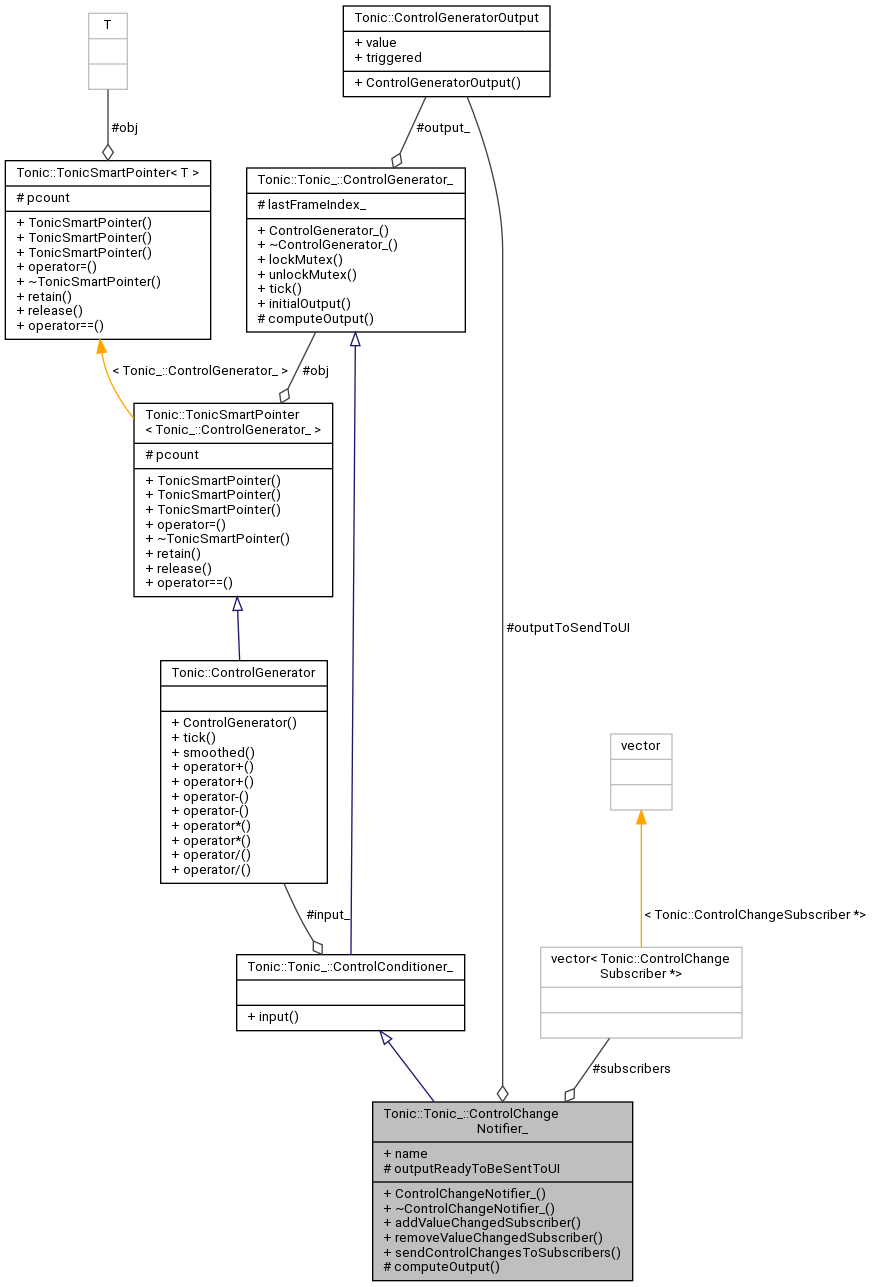 Tonic::ControlGeneratorOutput
+ value
+ triggered
+ ControlGeneratorOutput()
T
#obj
#output_
Tonic::TonicSmartPointer< T >
# pcount
+ TonicSmartPointer()
+ TonicSmartPointer()
+ TonicSmartPointer()
+ operator=()
+ ~TonicSmartPointer()
+ retain()
+ release()
+ operator==()
Tonic::Tonic_::ControlGenerator_
# lastFrameIndex_
+ ControlGenerator_()
+ ~ControlGenerator_()
+ lockMutex()
+ unlockMutex()
+ tick()
+ initialOutput()
# computeOutput()
< Tonic_::ControlGenerator_ >
#obj
Tonic::TonicSmartPointer
< Tonic_::ControlGenerator_ >
# pcount
+ TonicSmartPointer()
+ TonicSmartPointer()
+ TonicSmartPointer()
+ operator=()
+ ~TonicSmartPointer()
+ retain()
+ release()
+ operator==()
#outputToSendToUI
Tonic::ControlGenerator
+ ControlGenerator()
+ tick()
+ smoothed()
+ operator+()
+ operator+()
+ operator-()
+ operator-()
+ operator*()
+ operator*()
+ operator/()
+ operator/()
vector
#input_
< Tonic::ControlChangeSubscriber *>
Tonic::Tonic_::ControlConditioner_
+ input()
vector< Tonic::ControlChange
Subscriber *>
#subscribers
Tonic::Tonic_::ControlChange
Notifier_
+ name
# outputReadyToBeSentToUI
+ ControlChangeNotifier_()
+ ~ControlChangeNotifier_()
+ addValueChangedSubscriber()
+ removeValueChangedSubscriber()
+ sendControlChangesToSubscribers()
# computeOutput()